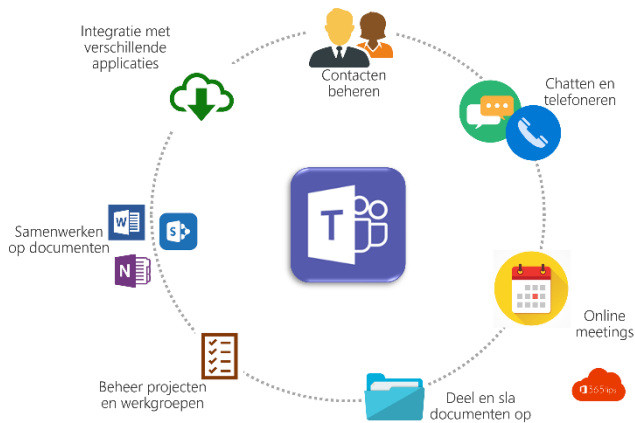 Integratie met
verschillende
applicaties
Contacten
beheren
Chatten en
telefoneren
T
Samenwerken
op documenten
W
S
N
Online
meetings
Beheer projecten
en werkgroepen
Deel en sla
documenten op
365tips